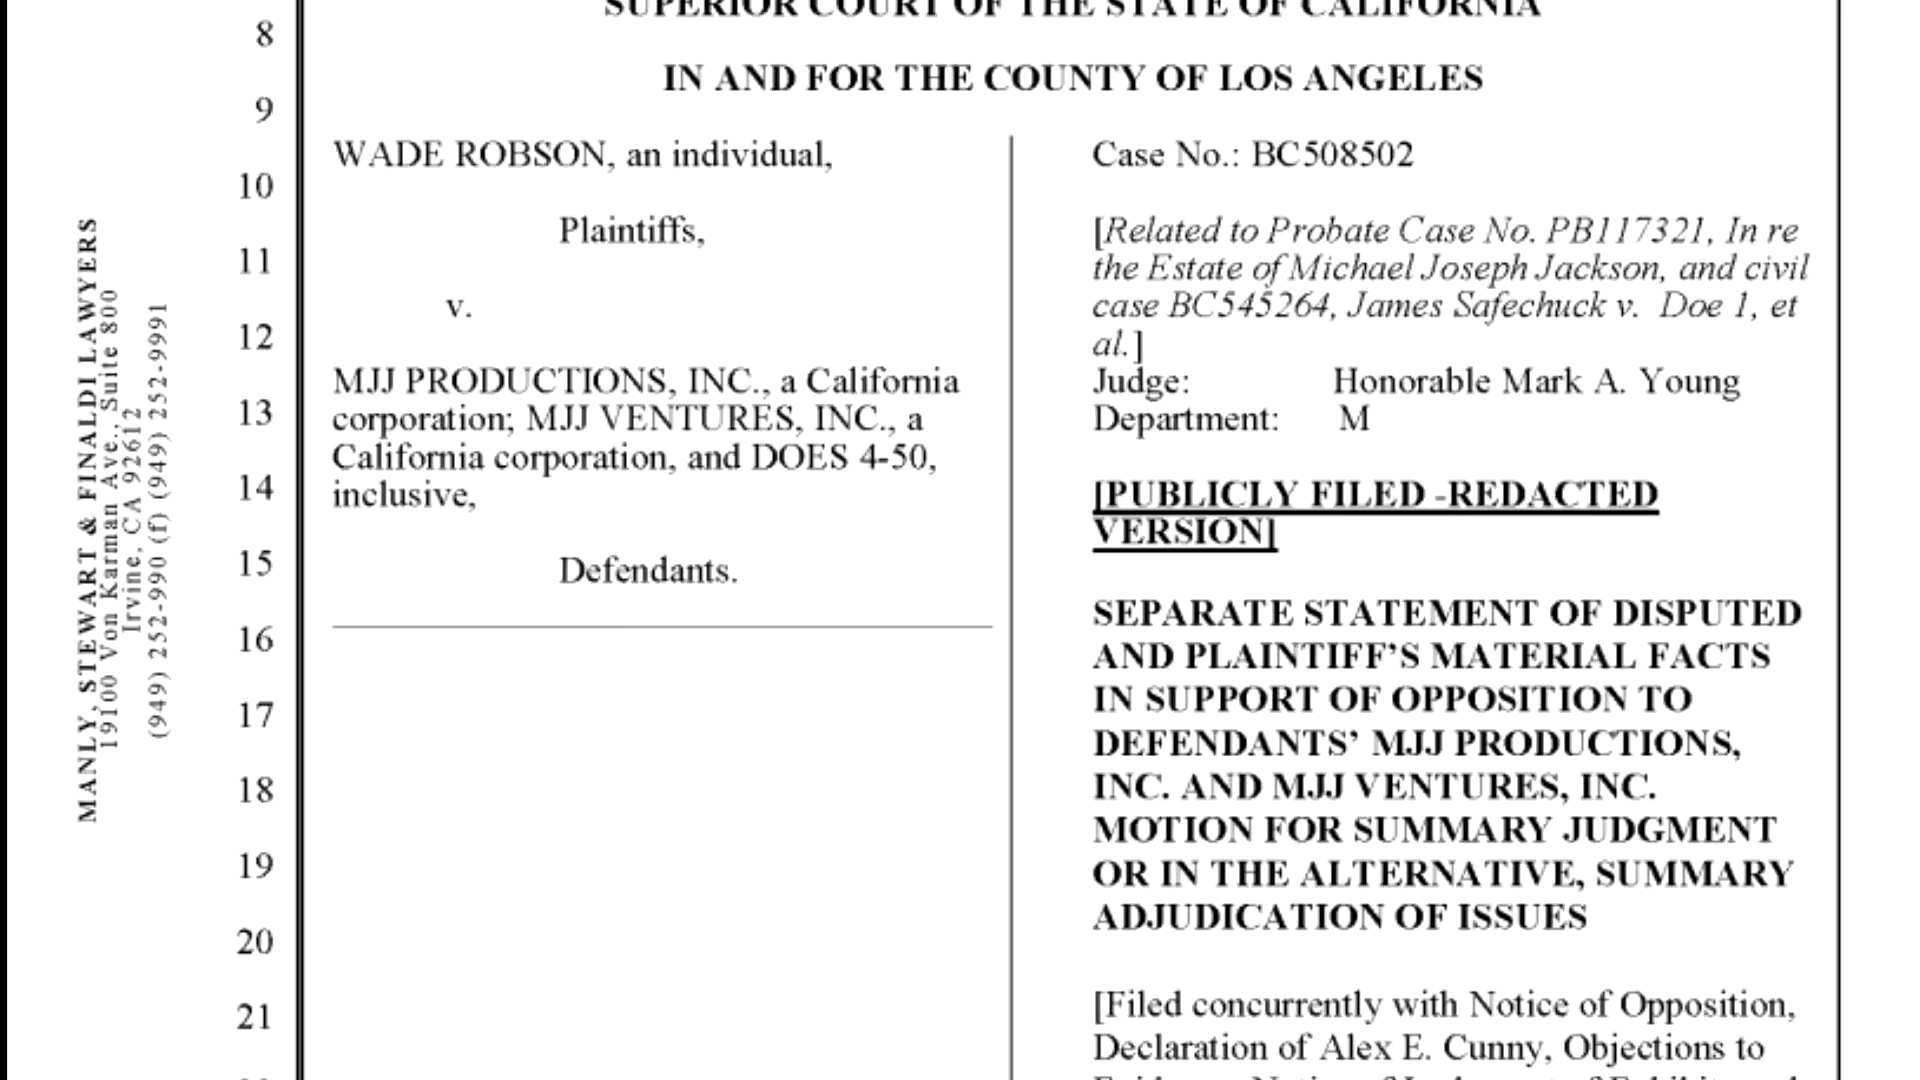 SUPERIOR COURT OF THE STATE OF CALIFORNIA
IN AND FOR THE COUNTY OF LOS ANGELES
8
9
10
11
12
13
14
15
16
17
18
19
20
21
MANLY, STEWART & FINALDI LAWYERS
19100 Von Karman Ave., Suite 800
Irvine, CA 92612
(949) 252-990 (f) (949) 252-9991
WADE ROBSON, an individual,
Plaintiffs,
v.
MJJ PRODUCTIONS, INC., a California
corporation; MJJ VENTURES, INC., a
California corporation, and DOES 4-50,
inclusive,
Defendants.
Case No.: BC508502
[Related to Probate Case No. PB117321, In re
the Estate of Michael Joseph Jackson, and civil
case BC545264, James Safechuck v. Doe 1, et
al.]
Judge: Honorable Mark A. Young
Department: M
[PUBLICLY FILED -REDACTED
VERSION]
SEPARATE STATEMENT OF DISPUTED
AND PLAINTIFF'S MATERIAL FACTS
IN SUPPORT OF OPPOSITION TO
DEFENDANTS' MJJ PRODUCTIONS,
INC. AND MJJ VENTURES, INC.
MOTION FOR SUMMARY JUDGMENT
OR IN THE ALTERNATIVE, SUMMARY
ADJUDICATION OF ISSUES
[Filed concurrently with Notice of Opposition,
Declaration of Alex E. Cunny, Objections to